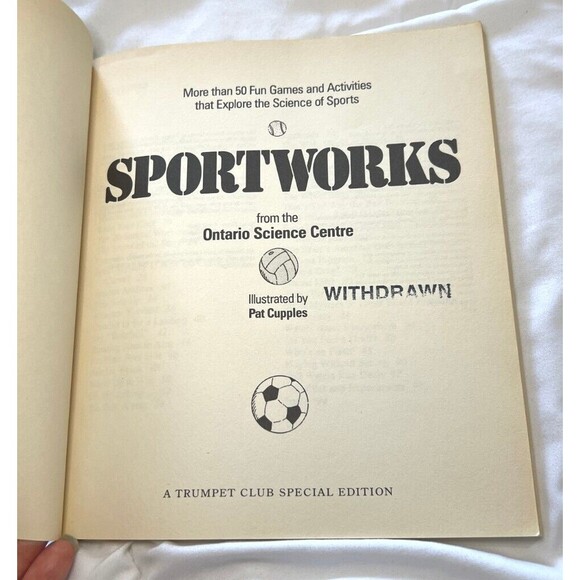 More than 50 Fun Games and Activities
that Explore the Science of Sports
SPORTWORKS
from the
Ontario Science Centre
Illustrated by
Pat Cupples
WITHDRAWN
A TRUMPET CLUB SPECIAL EDITION